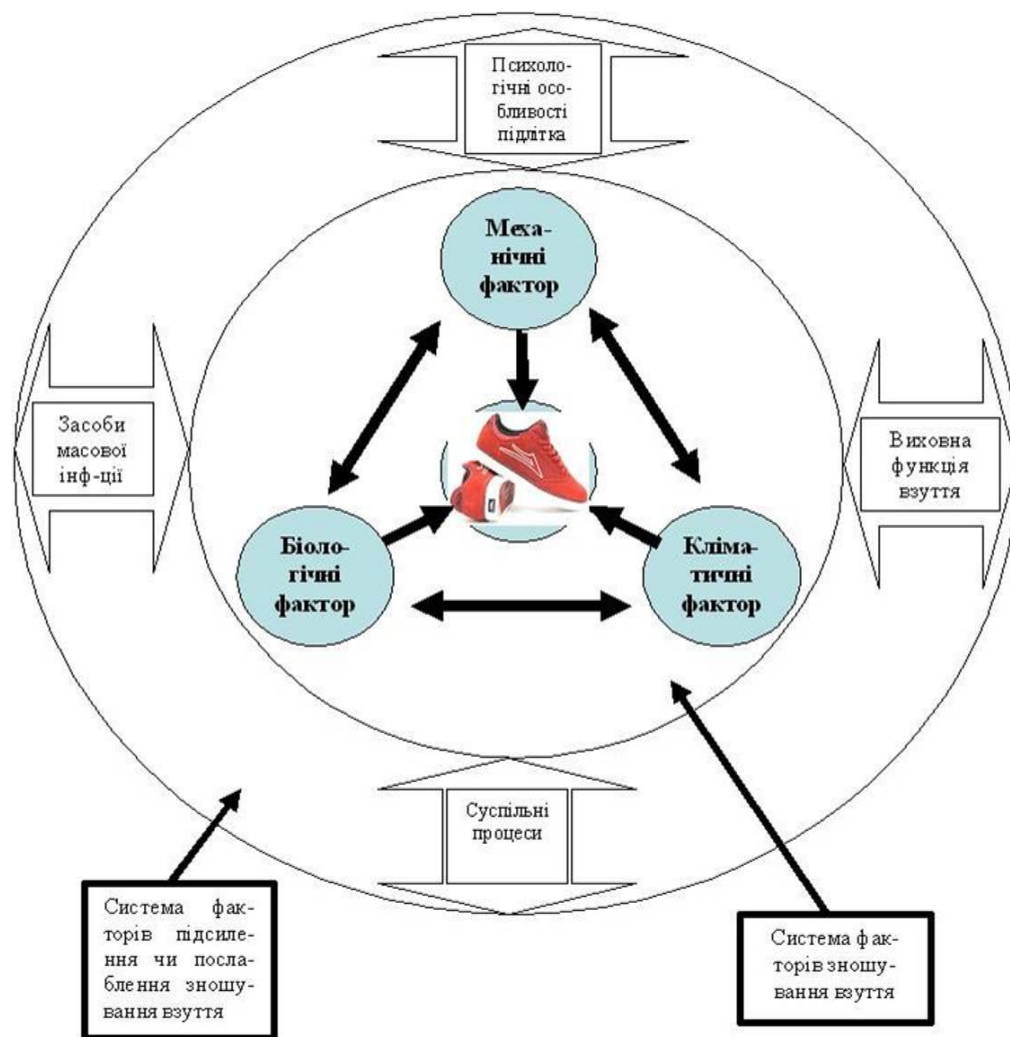 Психоло-
гічні осо-
бливості
підлітка
Меха-
нічні
фактор
Засоби
масової
інф-ції
Виховна
функція
взуття
Біоло-
гічні
фактор
Кліма-
тичні
фактор
Суспільні
процеси
Система фак-
торів підсиле-
ння чи посла-
блення зношу-
вання взуття
Система фак-
торів зношу-
вання взуття